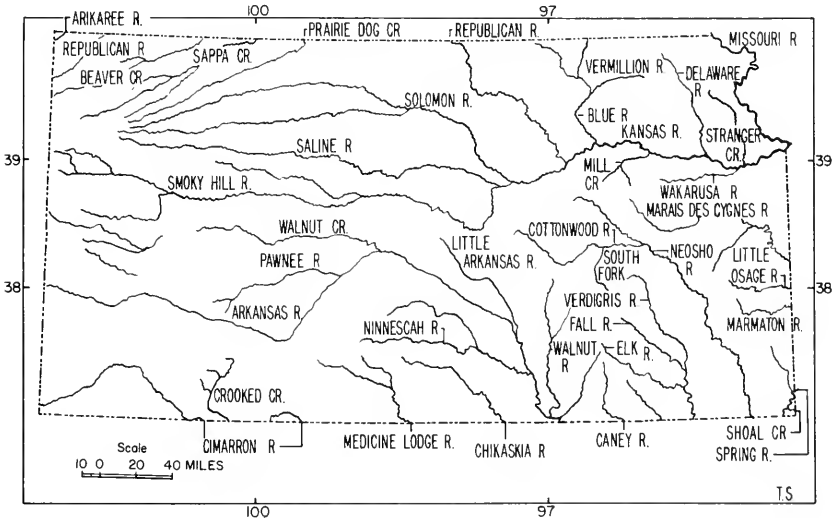 100
97
ARIKAREE R.
PRAIRIE DOG CR
REPUBLICAN R.
MISSOURI R
REPUBLICAN R
SAPPA CR.
BEAVER CR
VERMILLION R.
DELAWARE
R
SOLOMON R.
BLUE R
KANSAS R.
STRANGER
CR.
SALINE R
39
39
MILL
CR
SMOKY HILL R.
WAKARUSA R
MARAIS DES CYGNES R
WALNUT CR.
COTTONWOOD R
LITTLE
ARKANSAS R.
PAWNEE R.
SOUTH
FORK
NEOSHO
R
LITTLE
OSAGE R
38
38
VERDIGRIS R
ARKANSAS R.
NINNESCAH R
FALL R
MARMATON R.
WALNUT
R
ELK
R.
CROOKED CR.
CIMARRON R
MEDICINE LODGE R.
CHIKASKIA R
CANEY R.
SHOAL CR
SPRING R.
Scale
10 0 20 40 MILES
T.S
100
97